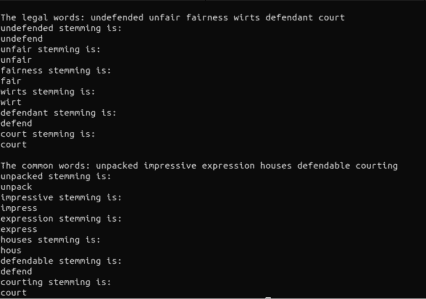 The legal words: undefended unfair fairness wirts defendant court
undefended stemming is:
undefend
unfair stemming is:
unfair
fairness stemming is:
fair
wirts stemming is:
wirt
defendant stemming is:
defend
court stemming is:
court
The common words: unpacked impressive expression houses defendable courting
unpacked stemming is:
unpack
impressive stemming is:
impress
expression stemming is:
express
houses stemming is:
hous
defendable stemming is:
defend
courting stemming is:
court